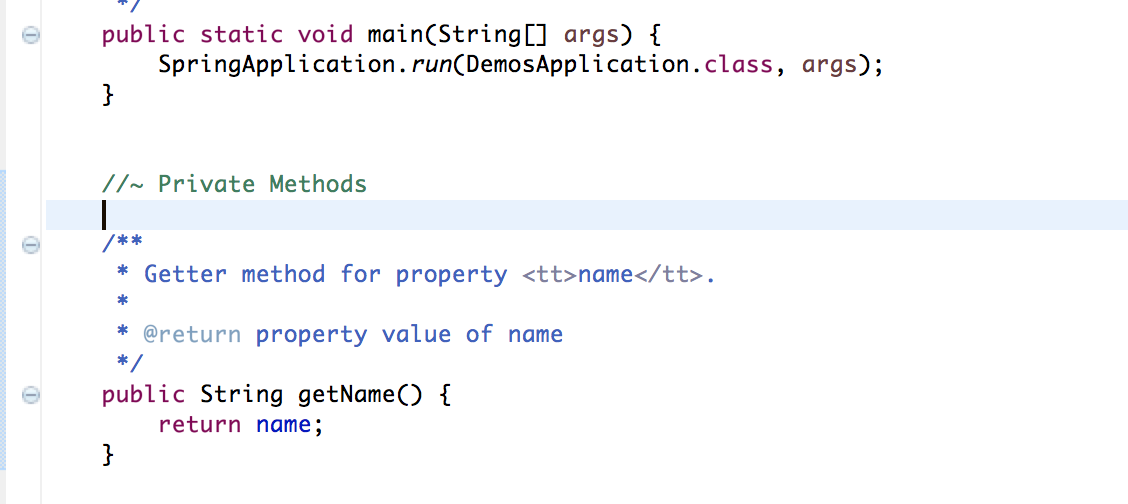 */
public static void main(String[] args) {
SpringApplication.run(DemosApplication.class, args);
}
//~ Private Methods
/**
* Getter method for property <tt>name</tt>.
*
* @return property value of name
*/
public String getName() {
return name;
}